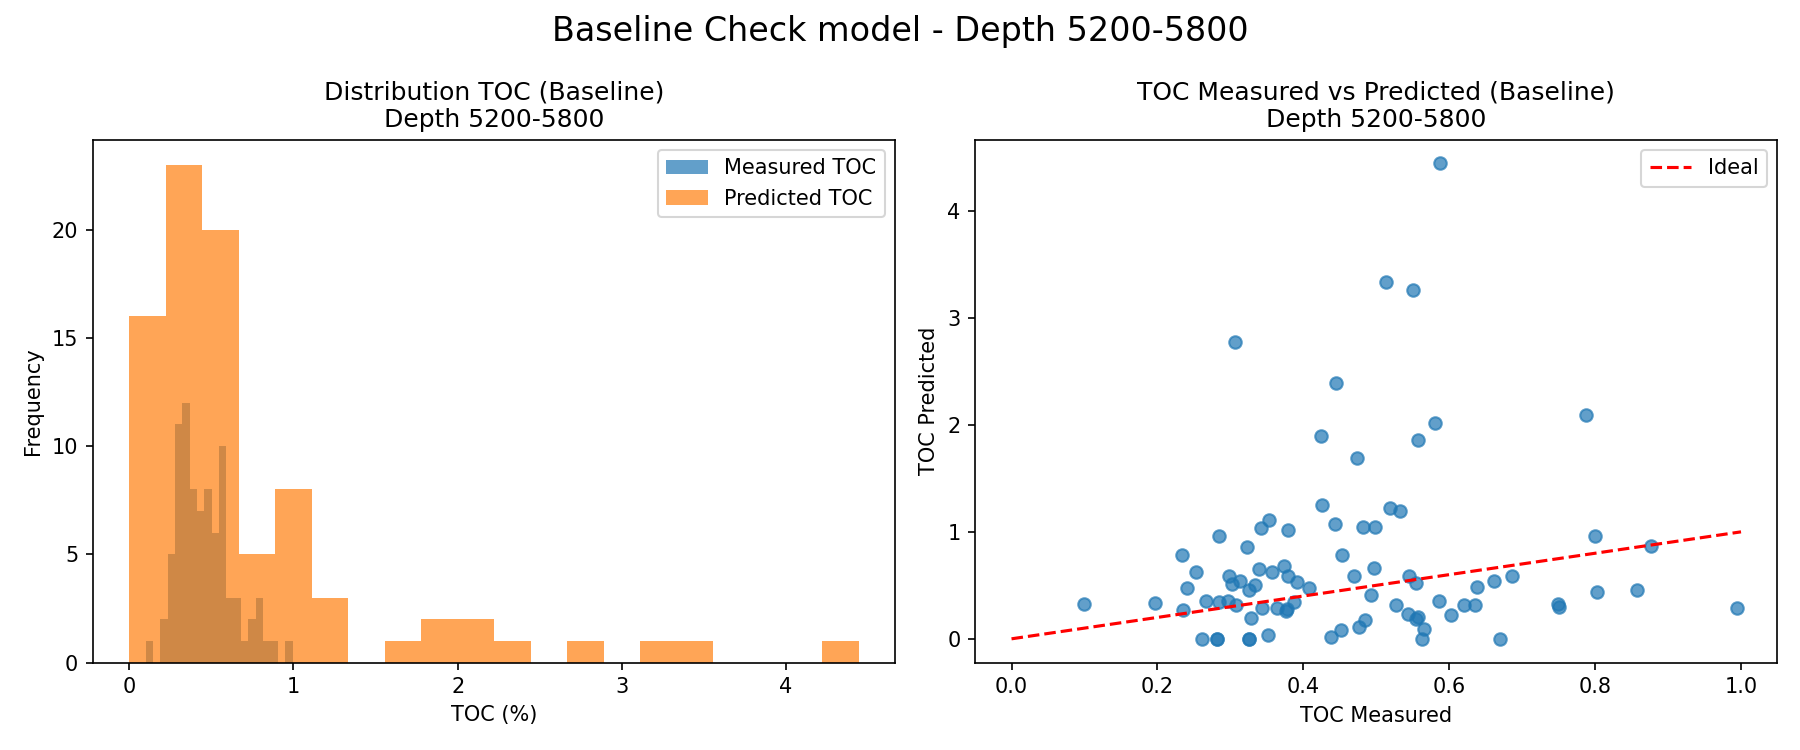 Baseline Check model - Depth 5200-5800
Distribution TOC (Baseline)
Depth 5200-5800
Frequency
20
15
10
5
0
0 1 2 3 4
TOC (%)
Measured TOC
Predicted TOC
TOC Measured vs Predicted (Baseline)
Depth 5200-5800
TOC Predicted
4
3
2
1
0
0.0 0.2 0.4 0.6 0.8 1.0
TOC Measured
Ideal